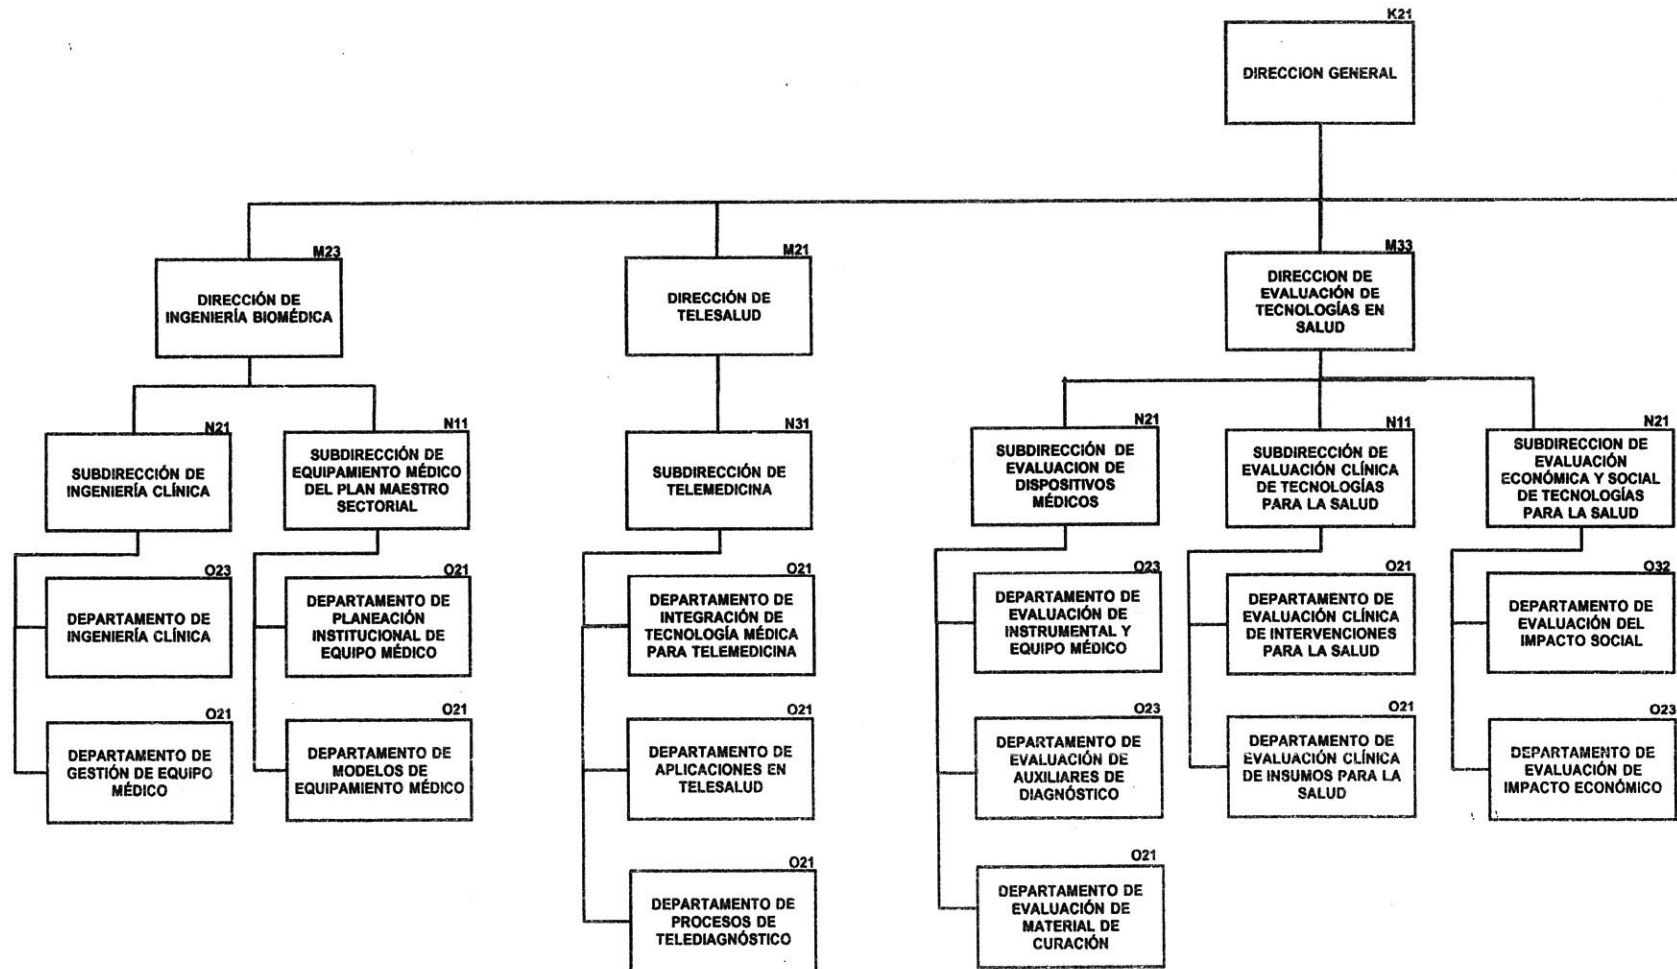 K21
DIRECCION GENERAL
M23
DIRECCIÓN DE
INGENIERÍA BIOMÉDICA
M21
DIRECCIÓN DE
TELESALUD
M33
DIRECCION DE
EVALUACIÓN DE
TECNOLOGÍAS EN
SALUD
N21
SUBDIRECCIÓN DE
INGENIERÍA CLÍNICA
N11
SUBDIRECCIÓN DE
EQUIPAMIENTO MÉDICO
DEL PLAN MAESTRO
SECTORIAL
N31
SUBDIRECCIÓN DE
TELEMEDICINA
N21
SUBDIRECCIÓN DE
EVALUACION DE
DISPOSITIVOS
MÉDICOS
N11
SUBDIRECCIÓN DE
EVALUACIÓN CLÍNICA
DE TECNOLOGÍAS
PARA LA SALUD
N21
SUBDIRECCION DE
EVALUACIÓN
ECONÓMICA Y SOCIAL
DE TECNOLOGÍAS
PARA LA SALUD
O23
DEPARTAMENTO DE
INGENIERÍA CLÍNICA
O21
DEPARTAMENTO DE
PLANEACIÓN
INSTITUCIONAL DE
EQUIPO MÉDICO
O21
DEPARTAMENTO DE
INTEGRACIÓN DE
TECNOLOGÍA MÉDICA
PARA TELEMEDICINA
O23
DEPARTAMENTO DE
EVALUACIÓN DE
INSTRUMENTAL Y
EQUIPO MÉDICO
O21
DEPARTAMENTO DE
EVALUACIÓN CLÍNICA
DE INTERVENCIONES
PARA LA SALUD
O32
DEPARTAMENTO DE
EVALUACIÓN DEL
IMPACTO SOCIAL
O21
DEPARTAMENTO DE
GESTIÓN DE EQUIPO
MÉDICO
O21
DEPARTAMENTO DE
MODELOS DE
EQUIPAMIENTO MÉDICO
O21
DEPARTAMENTO DE
APLICACIONES EN
TELESALUD
O23
DEPARTAMENTO DE
EVALUACIÓN DE
AUXILIARES DE
DIAGNÓSTICO
O21
DEPARTAMENTO DE
EVALUACIÓN CLÍNICA
DE INSUMOS PARA LA
SALUD
O23
DEPARTAMENTO DE
EVALUACIÓN DE
IMPACTO ECONÓMICO
O21
DEPARTAMENTO DE
PROCESOS DE
TELEDIAGNÓSTICO
O21
DEPARTAMENTO DE
EVALUACIÓN DE
MATERIAL DE
CURACIÓN